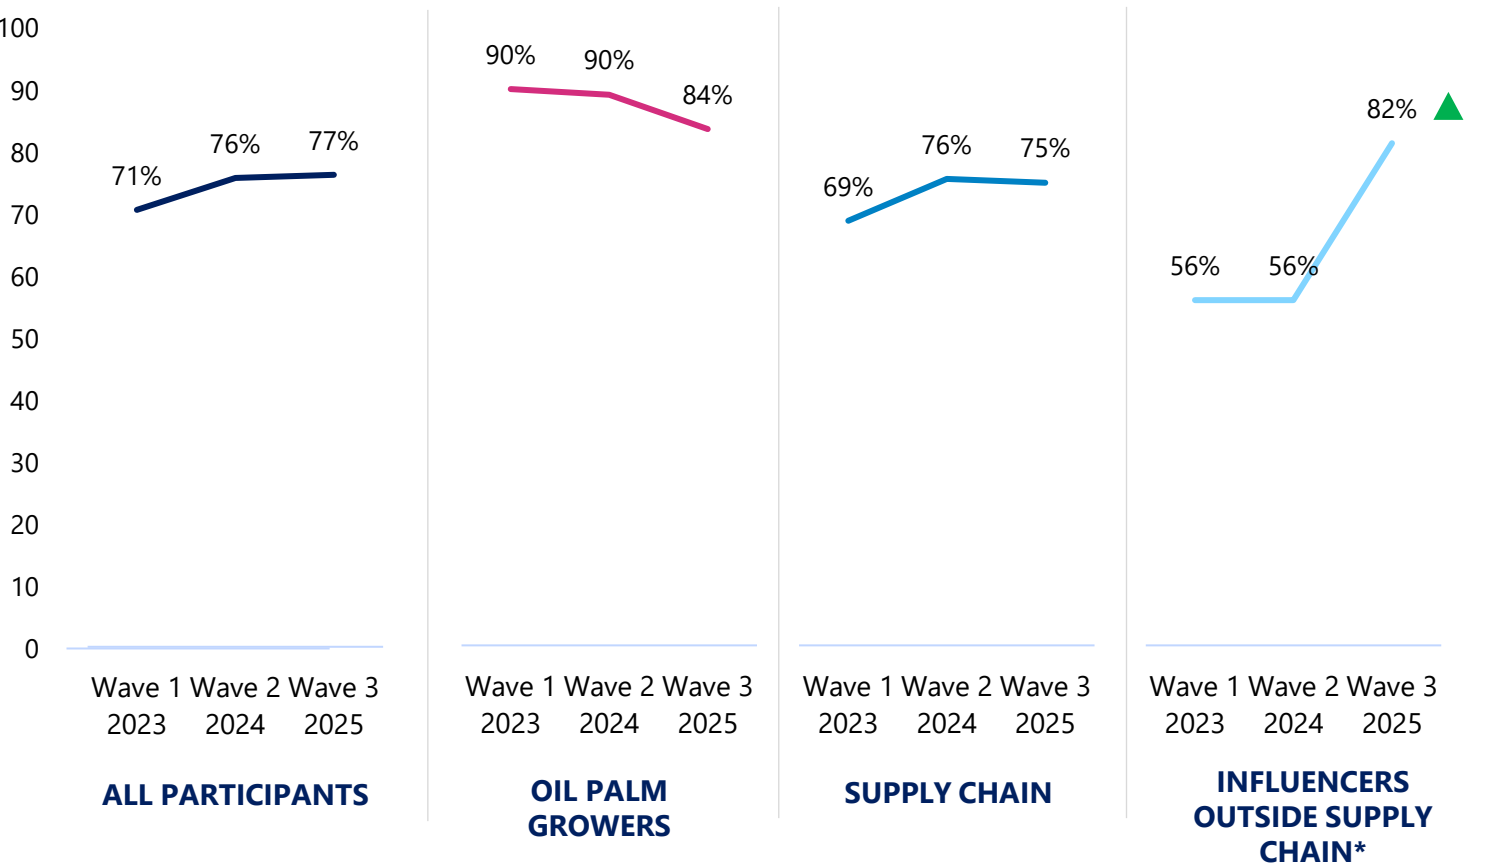 100
90
80
70
60
50
40
30
20
10
0
71%
76%
77%
Wave 1 Wave 2 Wave 3
2023 2024 2025
ALL PARTICIPANTS
90%
90%
84%
Wave 1 Wave 2 Wave 3
2023 2024 2025
OIL PALM
GROWERS
69%
76%
75%
Wave 1 Wave 2 Wave 3
2023 2024 2025
SUPPLY CHAIN
56%
56%
82%
Wave 1 Wave 2 Wave 3
2023 2024 2025
INFLUENCERS
OUTSIDE SUPPLY
CHAIN*